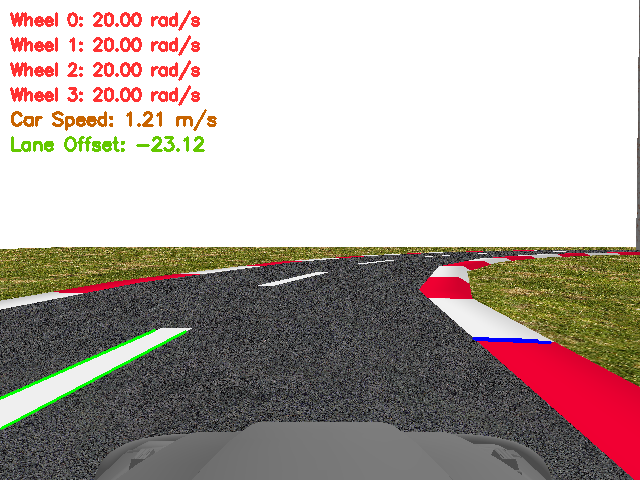 Wheel 0: 20.00 rad/s
Wheel 1: 20.00 rad/s
Wheel 2: 20.00 rad/s
Wheel 3: 20.00 rad/s
Car Speed: 1.21 m/s
Lane Offset: -23.12